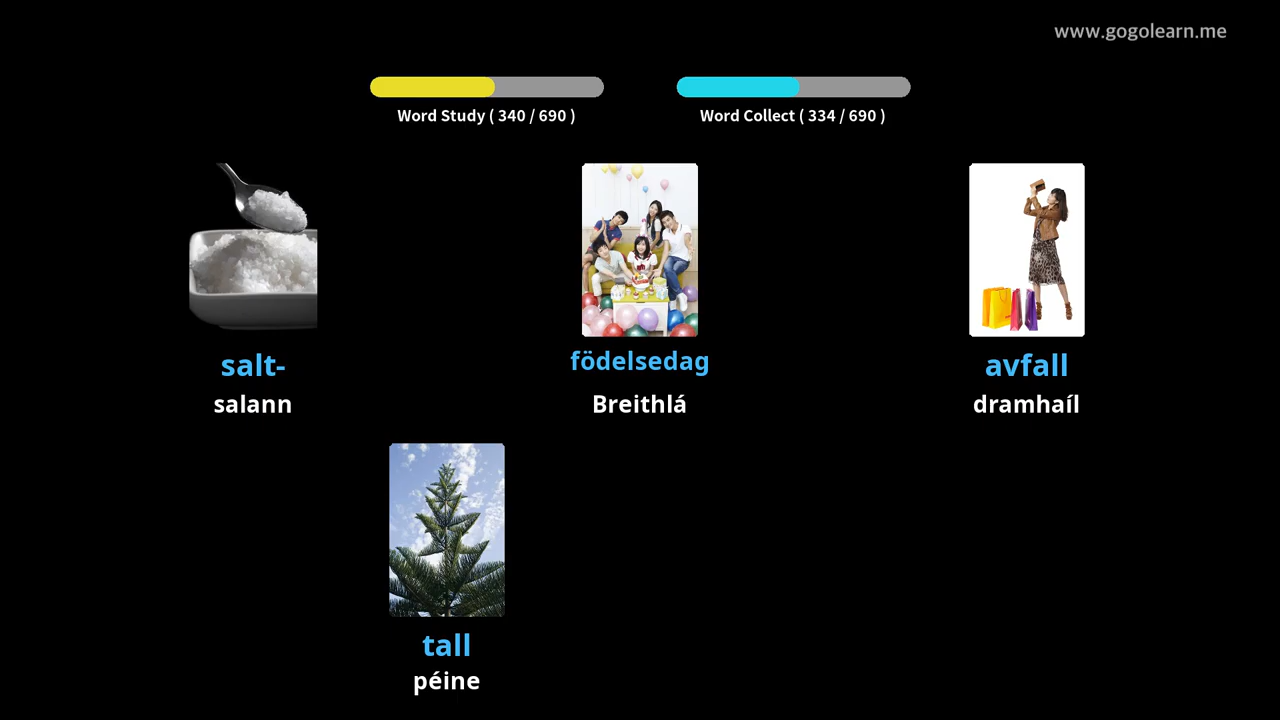 www.gogolearn.me
Word Study ( 340 / 690 )
Word Collect ( 334 / 690 )
salt-
salann
födelsedag
Breithlá
avfall
dramhaíl
tall
péine